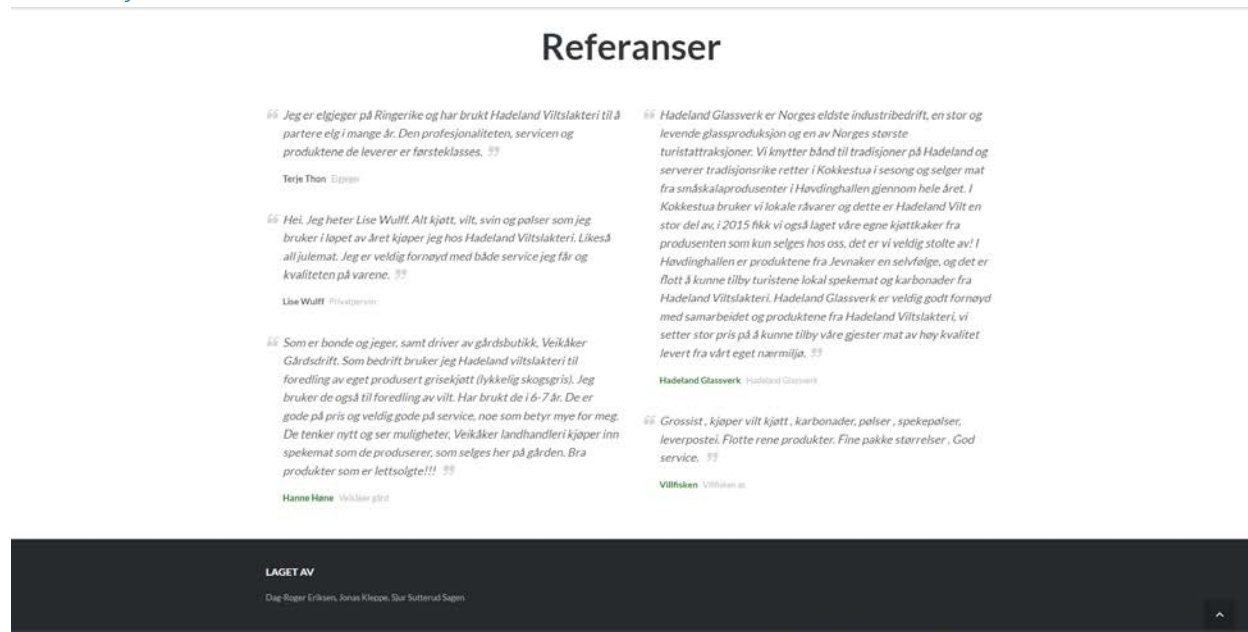 Referanser
Jeg er elgjeger på Ringerike og har brukt Hadeland Viltslakteri til å
partere elg i mange år. Den profesjonaliteten, servicen og
produktene de leverer er førsteklasses.
Terje Thon Elgjeger
Hei. Jeg heter Lise Wulff. Alt kjøtt, vilt, svin og pølser som jeg
bruker i løpet av året kjøper jeg hos Hadeland Viltslakteri. Likeså
all julemat. Jeg er veldig fornøyd med både service jeg får og
kvaliteten på varene.
Lise Wulff Privatperson
Som er bonde og jeger, samt driver av gårdsbutikk, Veikåker
Gårdsdrift. Som bedrift bruker jeg Hadeland viltslakteri til
foredling av eget produsert grisekjøtt (lykkelig skogsgris). Jeg
bruker de også til foredling av vilt. Har brukt de i 6-7 år. De er
gode på pris og veldig gode på service, noe som betyr mye for meg.
De tenker nytt og ser muligheter, Veikåker landhandleri kjøper inn
spekemat som de produserer, som selges her på gården. Bra
produkter som er lettsolgte!!!
Hanne Høne Veikåker gård
Hadeland Glassverk er Norges eldste industribedrift, en stor og
levende glassproduksjon og en av Norges største
turistattraksjoner. Vi knytter bånd til tradisjoner på Hadeland og
serverer tradisjonsrike retter i Kokkestua i sesong og selger mat
fra småskalaprodusenter i Høvdinghallen gjennom hele året. I
Kokkestua bruker vi lokale råvarer og dette er Hadeland Vilt en
stor del av, i 2015 fikk vi også laget våre egne kjøttkaker fra
produsenten som kun selges hos oss, det er vi veldig stolte av! I
Høvdinghallen er produktene fra Jevnaker en selvfølge, og det er
flott å kunne tilby turistene lokal spekemat og karbonader fra
Hadeland Viltslakteri. Hadeland Glassverk er veldig godt fornøyd
med samarbeidet og produktene fra Hadeland Viltslakteri, vi
setter stor pris på å kunne tilby våre gjester mat av høy kvalitet
levert fra vårt eget nærmiljø.
Hadeland Glassverk Hadeland Glassverk
Grossist , kjøper vilt kjøtt , karbonader, pølser , spekepølser,
leverpostei. Flotte rene produkter. Fine pakke størrelser . God
service.
Villfisken Villfisken as
LAGET AV
Dag-Roger Eriksen, Jonas Kleppe, Sjur Sutterud Sagen